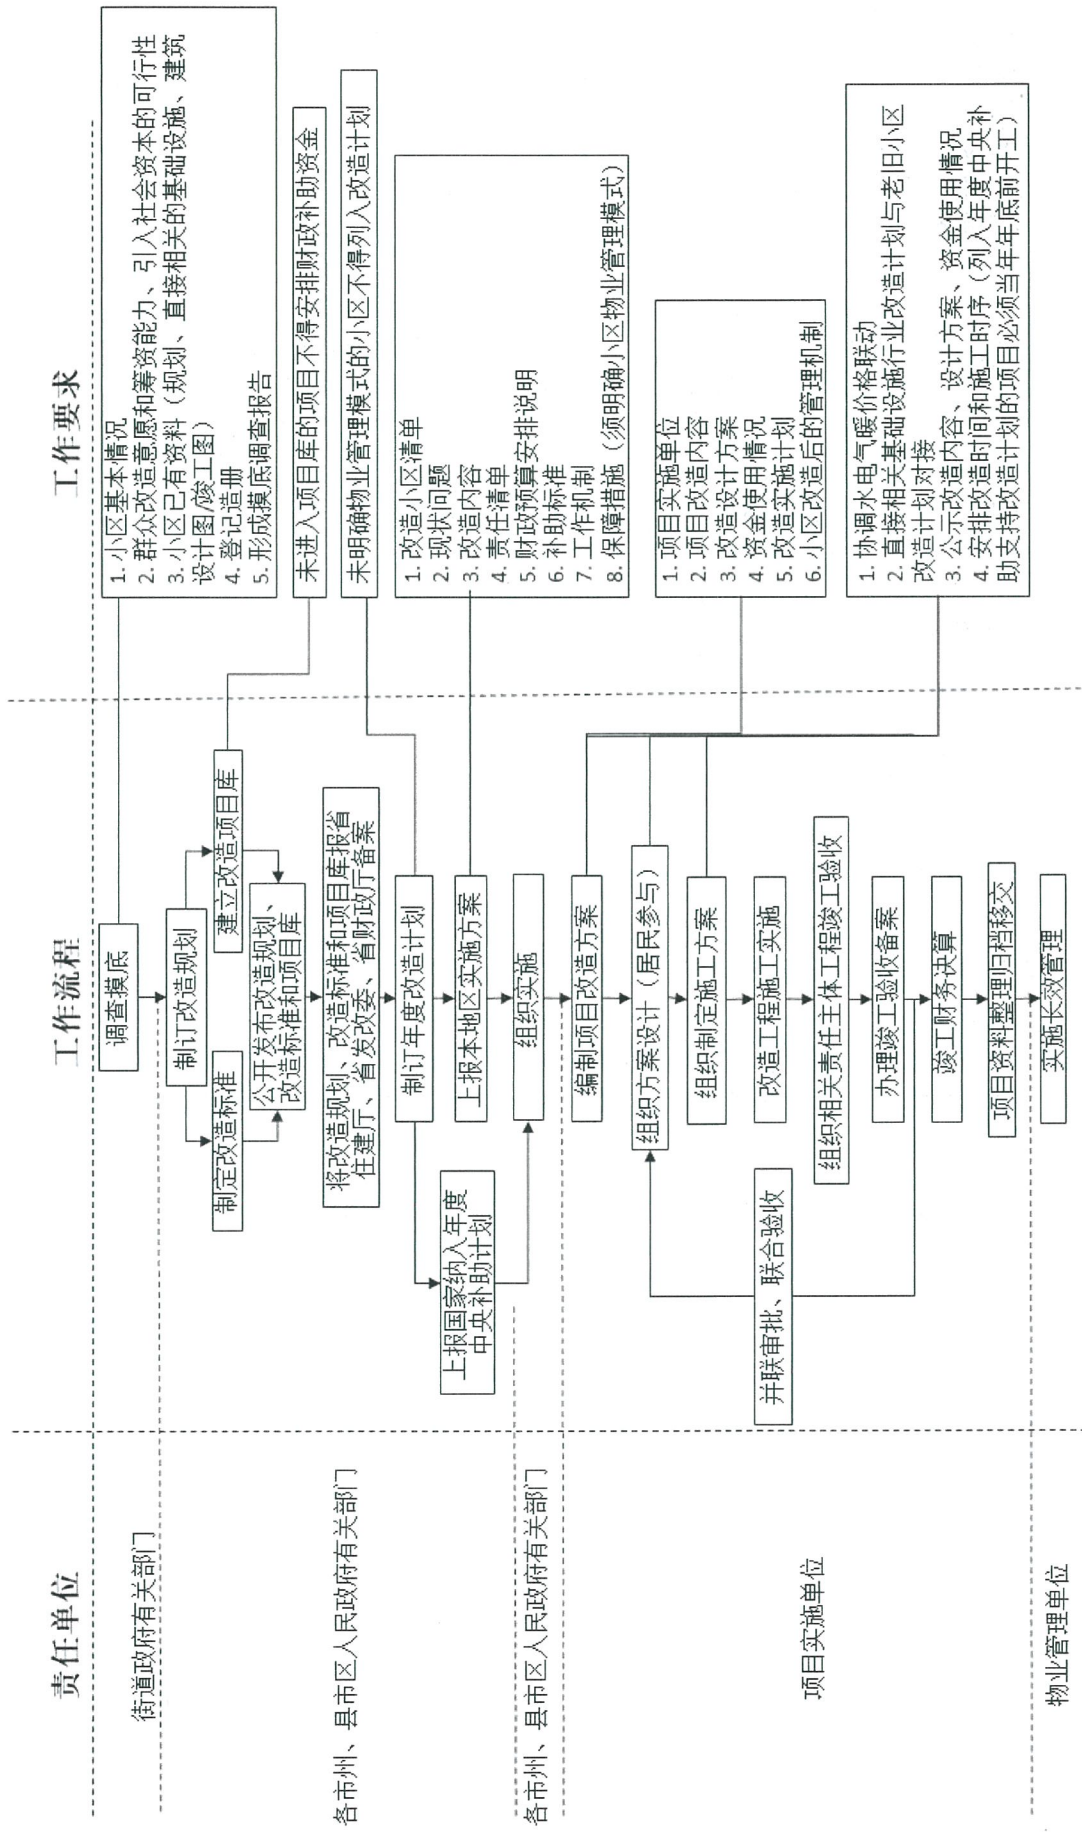 责任单位
工作流程
工作要求
街道政府有关部门
调查摸底
1. 小区基本情况
2. 群众改造意愿和筹资能力、引入社会资本的可行性
3. 小区已有资料（规划、直接相关的基础设施、建筑
设计图/竣工图）
4. 登记造册
5. 形成摸底调查报告
各市州、县市区人民政府有关部门
制订改造规划
制定改造标准
建立改造项目库
未进入项目库的项目不得安排财政补助资金
公开发布改造规划、
改造标准和项目库
将改造规划、改造标准和项目库报省
住建厅、省发改委、省财政厅备案
制订年度改造计划
未明确物业管理模式的小区不得列入改造计划
上报国家纳入年度
中央补助计划
上报本地区实施方案
1. 改造小区清单
2. 现状问题
3. 改造内容
4. 责任清单
5. 财政预算安排说明
6. 补助标准
7. 工作机制
8. 保障措施（须明确小区物业管理模式）
各市州、县市区人民政府有关部门
组织实施
项目实施单位
编制项目改造方案
1. 项目实施单位
2. 项目改造内容
3. 改造设计方案
4. 资金使用情况
5. 改造实施计划
6. 小区改造后的管理机制
组织方案设计（居民参与）
组织制定施工方案
1. 协调水电气暖价格联动
2. 直接相关基础设施行业改造计划与老旧小区
改造计划对接
3. 公示改造内容、设计方案、资金使用情况
4. 安排改造时间和施工时序（列入年度中央补
助支持改造计划的项目必须当年年底前开工）
并联审批、联合验收
改造工程施工实施
组织相关责任主体工程竣工验收
办理竣工验收备案
竣工财务决算
项目资料整理归档移交
物业管理单位
实施长效管理